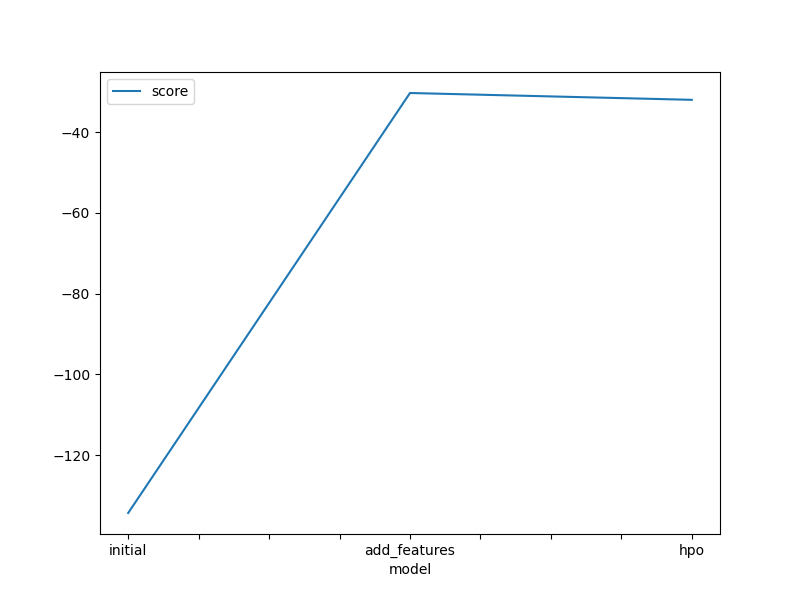 score
−40
−60
−80
−100
−120
initial
add_features
hpo
model